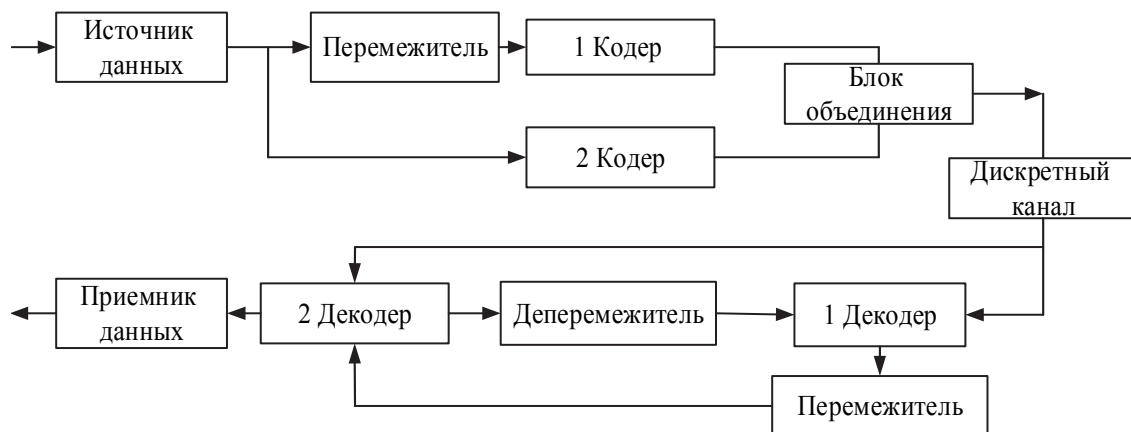 Источник
данных
Перемежитель
1 Кодер
Блок
объединения
2 Кодер
Дискретный
канал
Приемник
данных
2 Декодер
Деперемежитель
1 Декодер
Перемежитель